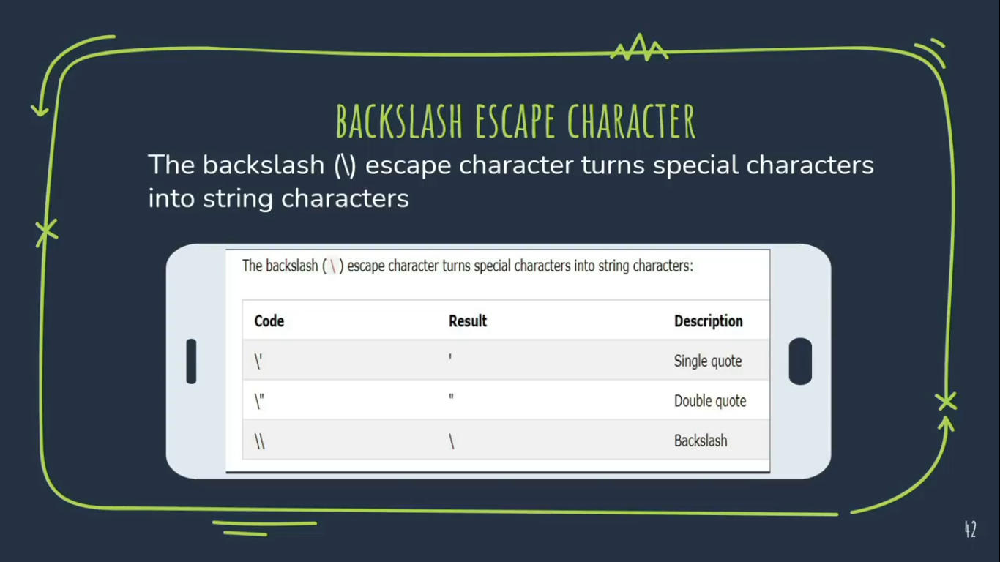 BACKSLASH ESCAPE CHARACTER
The backslash (\) escape character turns special characters
into string characters
The backslash ( \ ) escape character turns special characters into string characters:
Code Result Description
\' ' Single quote
\" " Double quote
\\ \ Backslash
42